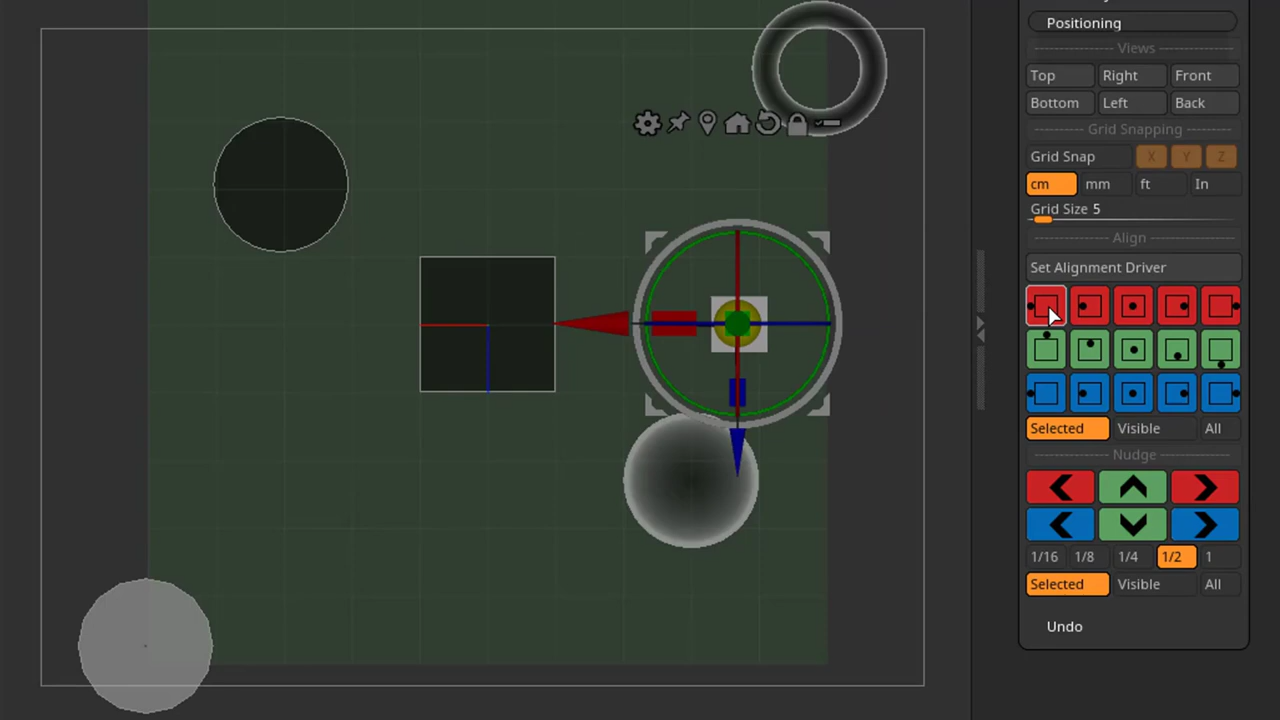 Positioning
Views
Top Right Front
Bottom Left Back
Grid Snapping
Grid Snap X Y Z
cm mm ft In
Grid Size 5
Align
Set Alignment Driver
Selected Visible All
Nudge
1/16 1/8 1/4 1/2 1
Selected Visible All
Undo